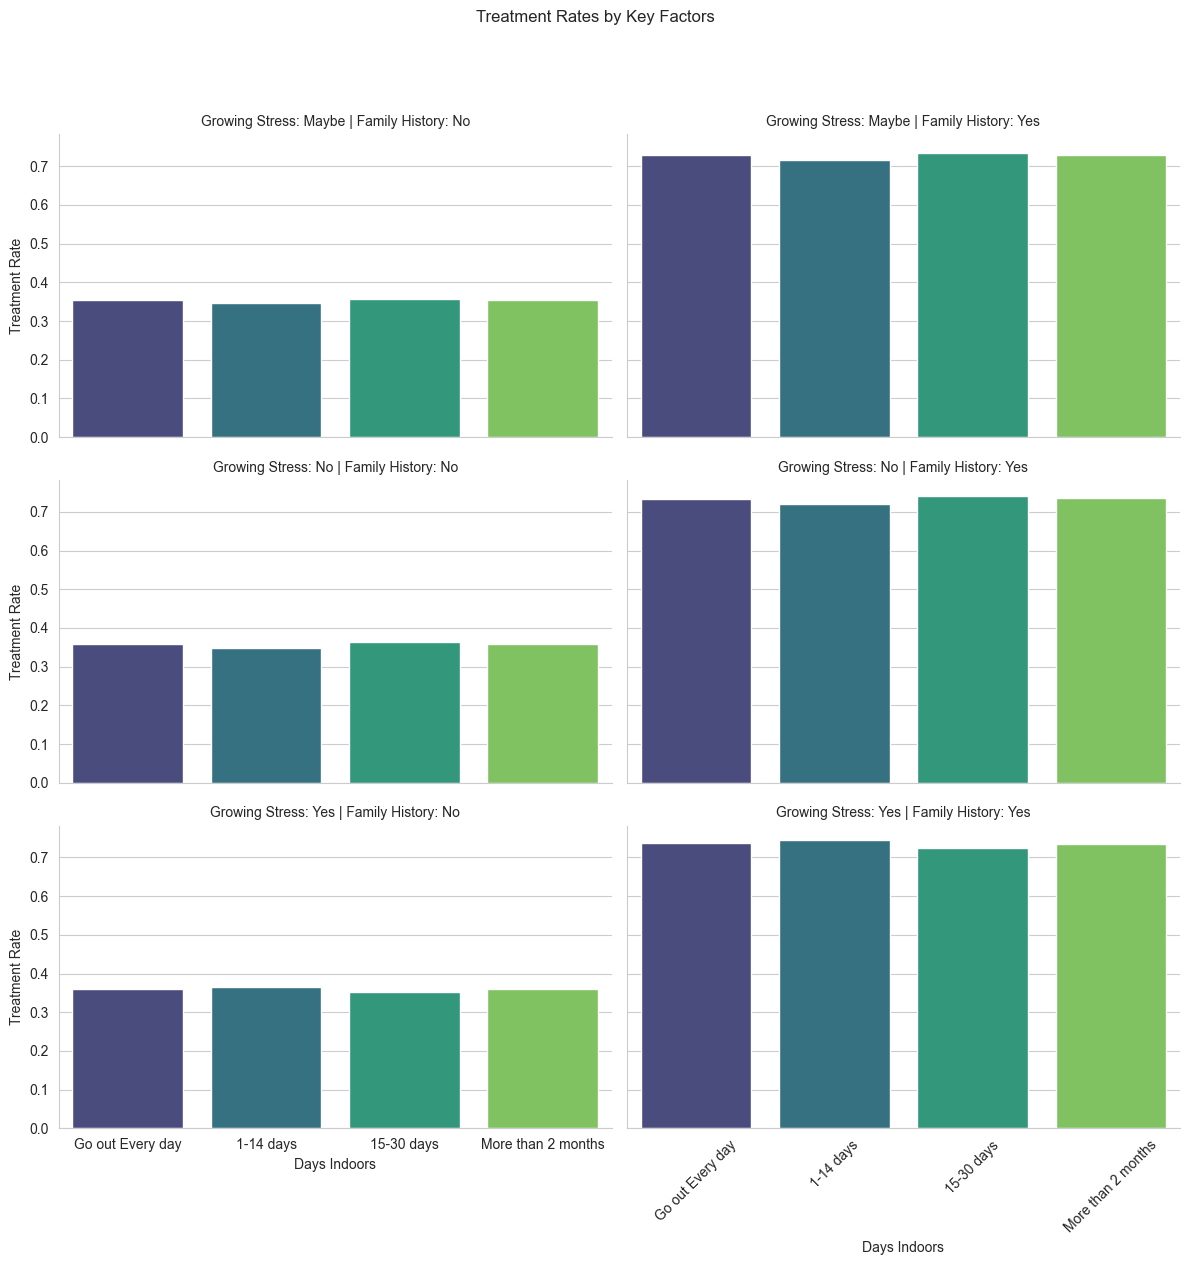 Treatment Rates by Key Factors
Growing Stress: Maybe | Family History: No
Growing Stress: Maybe | Family History: Yes
Treatment Rate
0.7
0.6
0.5
0.4
0.3
0.2
0.1
0.0
Growing Stress: No | Family History: No
Growing Stress: No | Family History: Yes
Treatment Rate
0.7
0.6
0.5
0.4
0.3
0.2
0.1
0.0
Growing Stress: Yes | Family History: No
Growing Stress: Yes | Family History: Yes
Treatment Rate
0.7
0.6
0.5
0.4
0.3
0.2
0.1
0.0
Go out Every day
1-14 days
15-30 days
More than 2 months
Days Indoors
Go out Every day
1-14 days
15-30 days
More than 2 months
Days Indoors